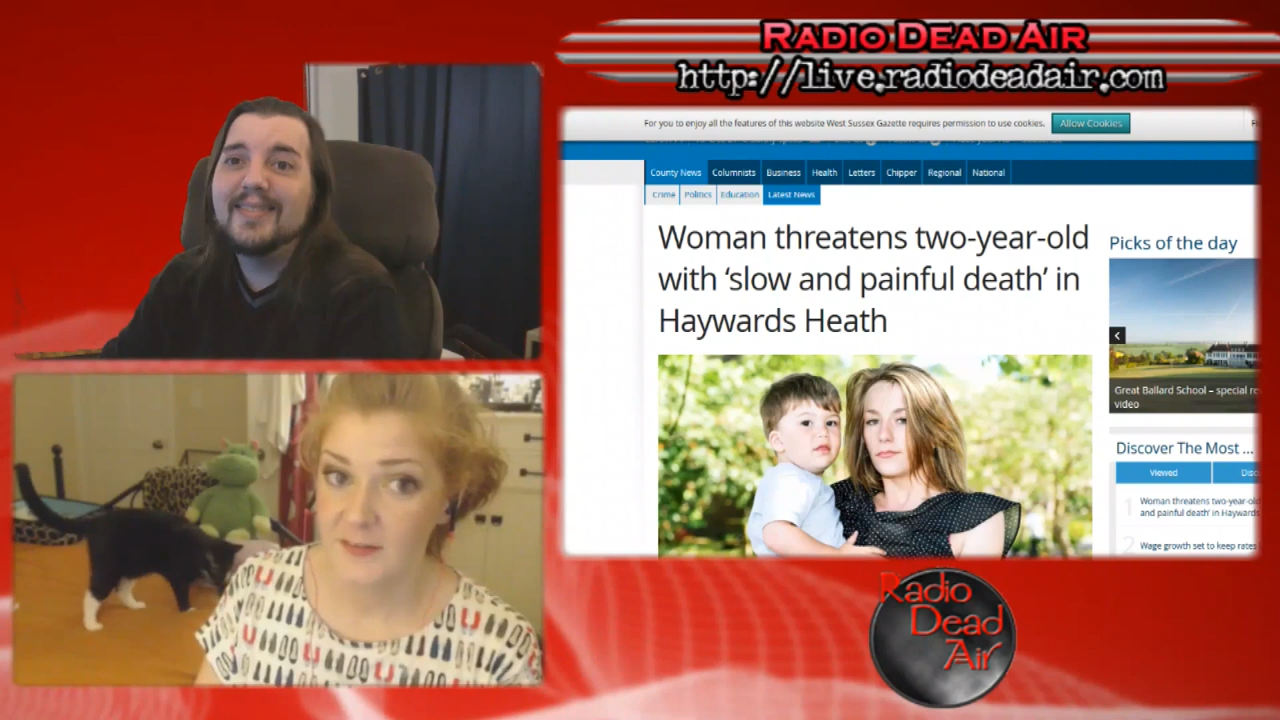 Radio Dead Air
http://live.radiodeadair.com
For you to enjoy all the features of this website West Sussex Gazette requires permission to use cookies.
Allow Cookies
County News
Columnists
Business
Health
Letters
Chipper
Regional
National
Crime
Politics
Education
Latest News
Woman threatens two-year-old
with ‘slow and painful death’ in
Haywards Heath
Picks of the day
Great Ballard School – special
video
Discover The Most ...
Viewed
1
Woman threatens two-year-old
and painful death’ in Haywards
2
Wage growth set to keep rates
Radio
Dead
Air